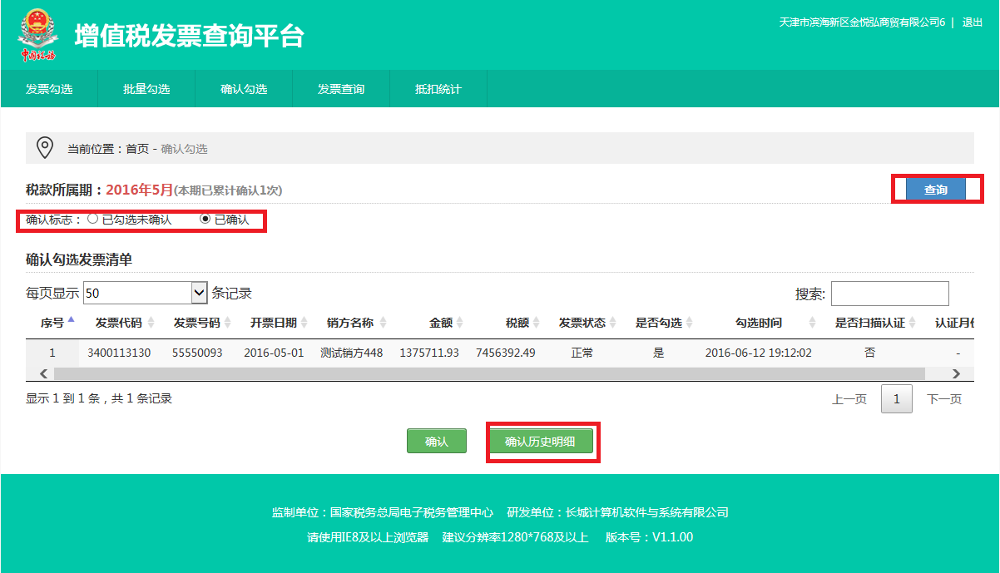 天津市滨海新区金悦弘商贸有限公司6 | 退出
中国税务
增值税发票查询平台
发票勾选 批量勾选 确认勾选 发票查询 抵扣统计
当前位置：首页 - 确认勾选
税款所属期：2016年5月(本期已累计确认1次) 查询
确认标志： 已勾选未确认 已确认
确认勾选发票清单
每页显示 50 条记录 搜索:
序号 发票代码 发票号码 开票日期 销方名称 金额 税额 发票状态 是否勾选 勾选时间 是否扫描认证 认证月份
1 3400113130 55550093 2016-05-01 测试销方448 1375711.93 7456392.49 正常 是 2016-06-12 19:12:02 否 -
显示 1 到 1 条，共 1 条记录 上一页 1 下一页
确认 确认历史明细
监制单位：国家税务总局电子税务管理中心 研发单位：长城计算机软件与系统有限公司
请使用IE8及以上浏览器 建议分辨率1280*768及以上 版本号：V1.1.00